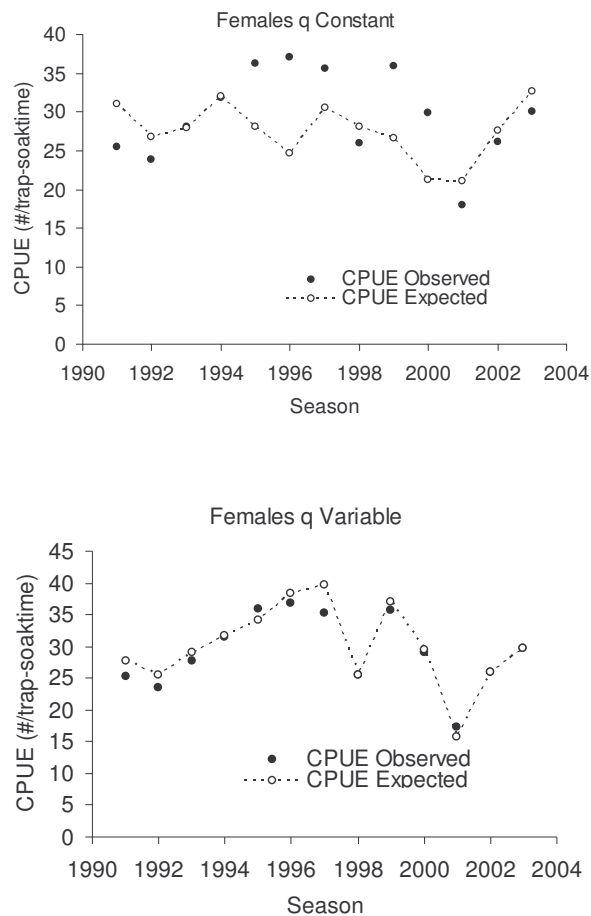 Females q Constant
CPUE (#/trap-soaktime)
40
35
30
25
20
15
10
5
0
CPUE Observed
CPUE Expected
1990 1992 1994 1996 1998 2000 2002 2004
Season
Females q Variable
CPUE (#/trap-soaktime)
45
40
35
30
25
20
15
10
5
0
CPUE Observed
CPUE Expected
1990 1992 1994 1996 1998 2000 2002 2004
Season